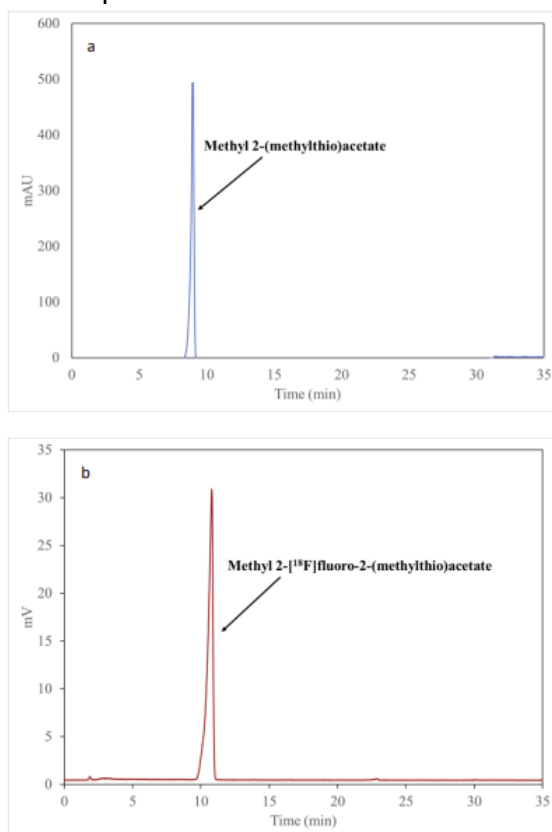 a
600
500
400
300
200
100
0
mAU
Methyl 2-(methylthio)acetate
0 5 10 15 20 25 30 35
Time (min)
b
35
30
25
20
15
10
5
0
mV
Methyl 2-[¹⁸F]fluoro-2-(methylthio)acetate
0 5 10 15 20 25 30 35
Time (min)